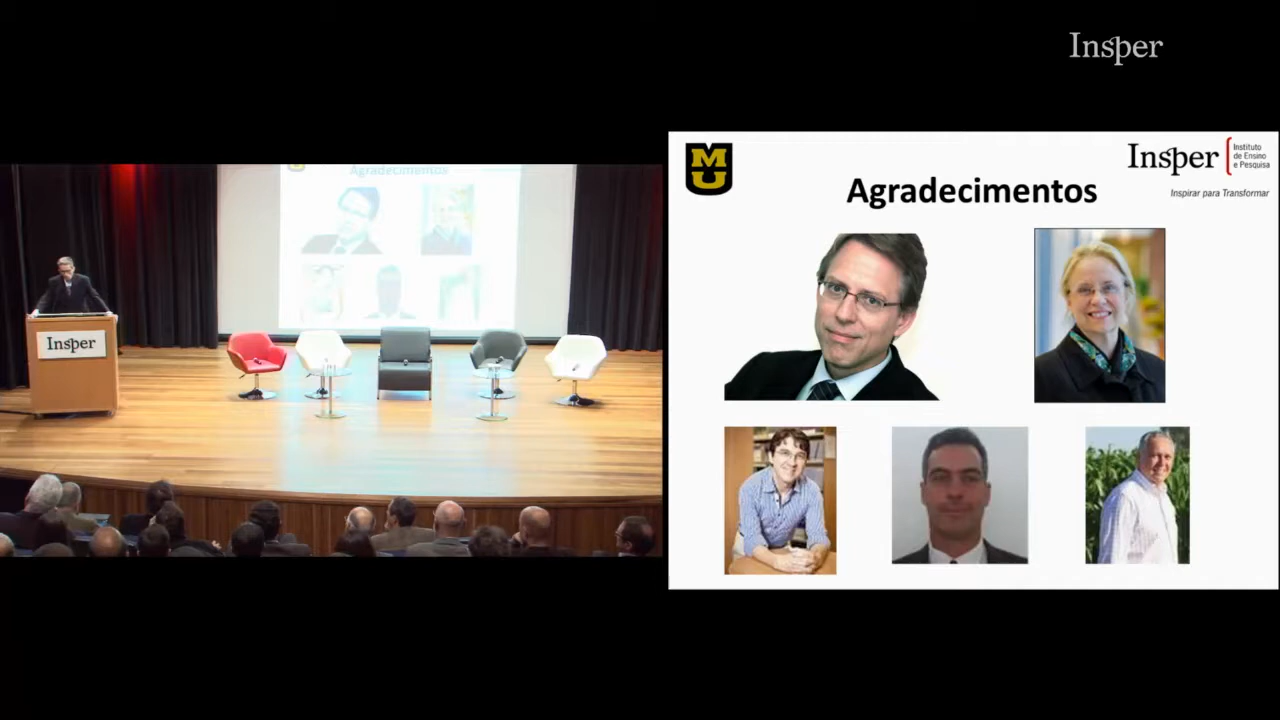 Insper
MU
Agradecimentos
Insper
Instituto
de Ensino
e Pesquisa
Inspirar para Transformar
Agradecimentos
Insper